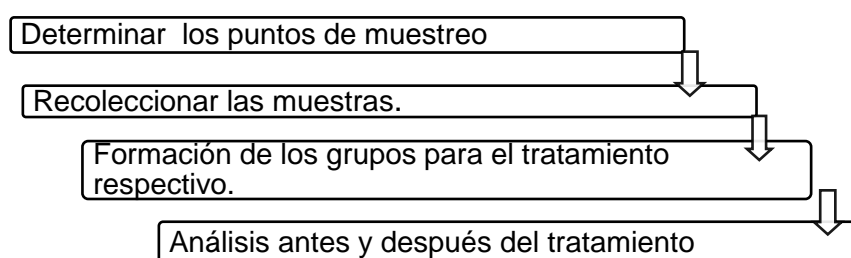 Determinar los puntos de muestreo
Recoleccionar las muestras.
Formación de los grupos para el tratamiento
respectivo.
Análisis antes y después del tratamiento